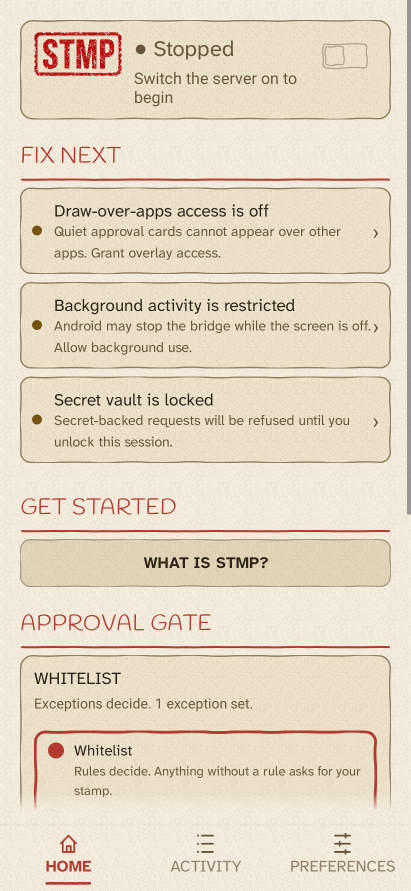 STMP
● Stopped
Switch the server on to
begin
FIX NEXT
Draw-over-apps access is off
Quiet approval cards cannot appear over other
apps. Grant overlay access.
Background activity is restricted
Android may stop the bridge while the screen is off.
Allow background use.
Secret vault is locked
Secret-backed requests will be refused until you
unlock this session.
GET STARTED
WHAT IS STMP?
APPROVAL GATE
WHITELIST
Exceptions decide. 1 exception set.
Whitelist
Rules decide. Anything without a rule asks for your
stamp.
HOME
ACTIVITY
PREFERENCES